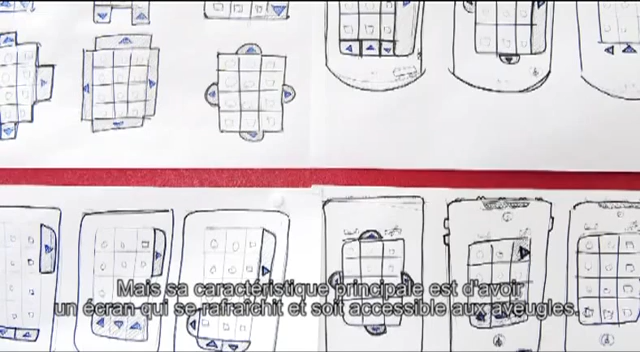 Mais sa caractéristique principale est d'avoir
un écran qui se rafraîchit et soit accessible aux aveugles.